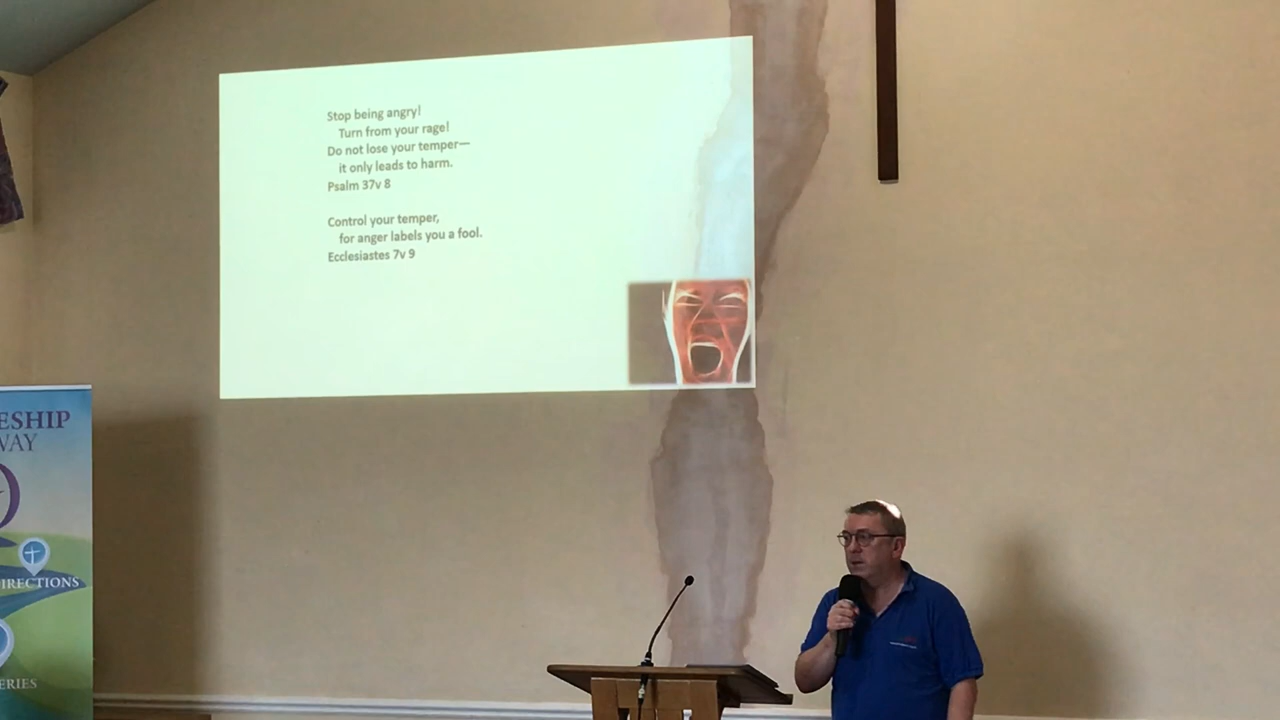 Stop being angry!
Turn from your rage!
Do not lose your temper—
it only leads to harm.
Psalm 37v 8
Control your temper,
for anger labels you a fool.
Ecclesiastes 7v 9
ESHIP
WAY
IRECTIONS
ERIES